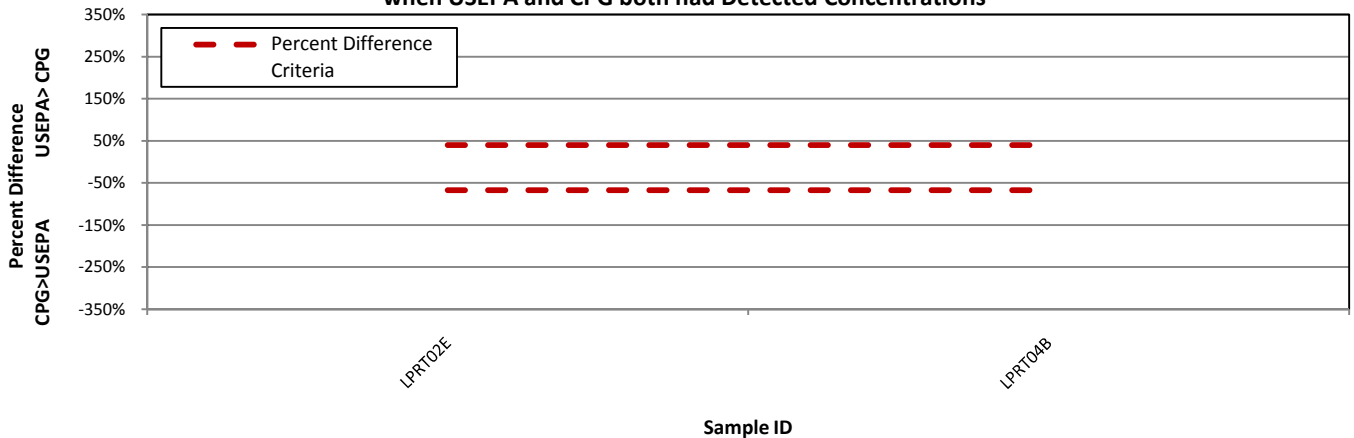 when USEPA and CPG both had Detected Concentrations
350%
250%
150%
50%
-50%
-150%
-250%
-350%
Percent Difference
CPG>USEPA USEPA> CPG
Percent Difference
Criteria
LPRT02E
LPRT04B
Sample ID